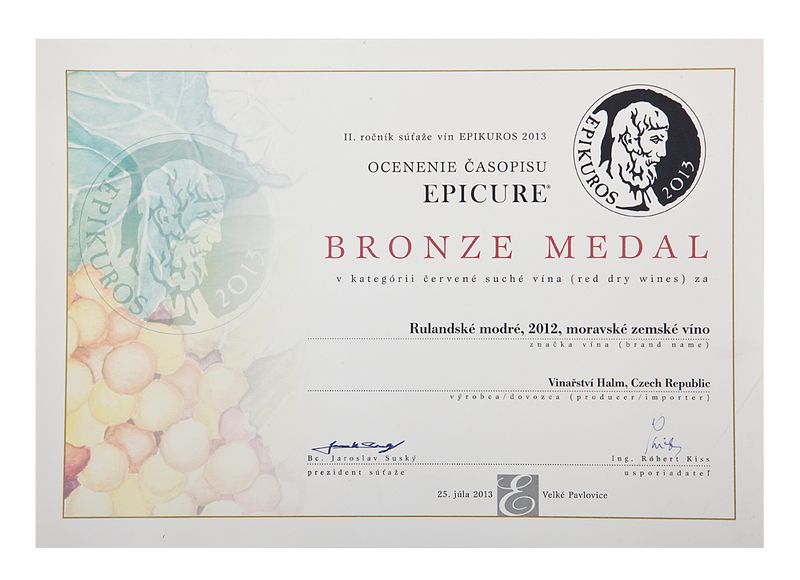 II. ročník súťaže vín EPIKUROS 2013
OCENENIE ČASOPISU
EPICURE®
EPIKUROS 2013
EPIKUROS 2013
BRONZE MEDAL
v kategórii červené suché vína (red dry wines) za
Rulandské modré, 2012, moravské zemské víno
značka vína (brand name)
Vinařství Halm, Czech Republic
výrobca/dovozca (producer/importer)
Bc. Jaroslav Suský
prezident súťaže
Ing. Róbert Kiss
usporiadateľ
25. júla 2013 E Velké Pavlovice